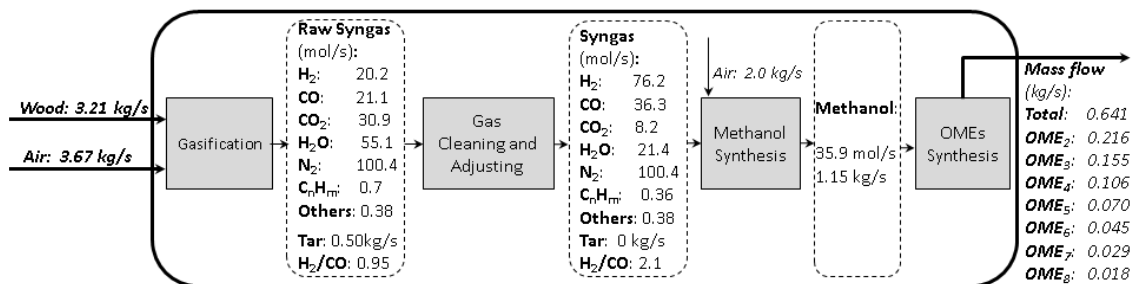 Wood: 3.21 kg/s
Air: 3.67 kg/s
Gasification
Raw Syngas
(mol/s):
H₂: 20.2
CO: 21.1
CO₂: 30.9
H₂O: 55.1
N₂: 100.4
CₙHₘ: 0.7
Others: 0.38
Tar: 0.50kg/s
H₂/CO: 0.95
Gas
Cleaning and
Adjusting
Syngas
(mol/s):
H₂: 76.2
CO: 36.3
CO₂: 8.2
H₂O: 21.4
N₂: 100.4
CₙHₘ: 0.36
Others: 0.38
Tar: 0 kg/s
H₂/CO: 2.1
Air: 2.0 kg/s
Methanol
Synthesis
Methanol:
35.9 mol/s
1.15 kg/s
OMEs
Synthesis
Mass flow
(kg/s):
Total: 0.641
OME₂: 0.216
OME₃: 0.155
OME₄: 0.106
OME₅: 0.070
OME₆: 0.045
OME₇: 0.029
OME₈: 0.018